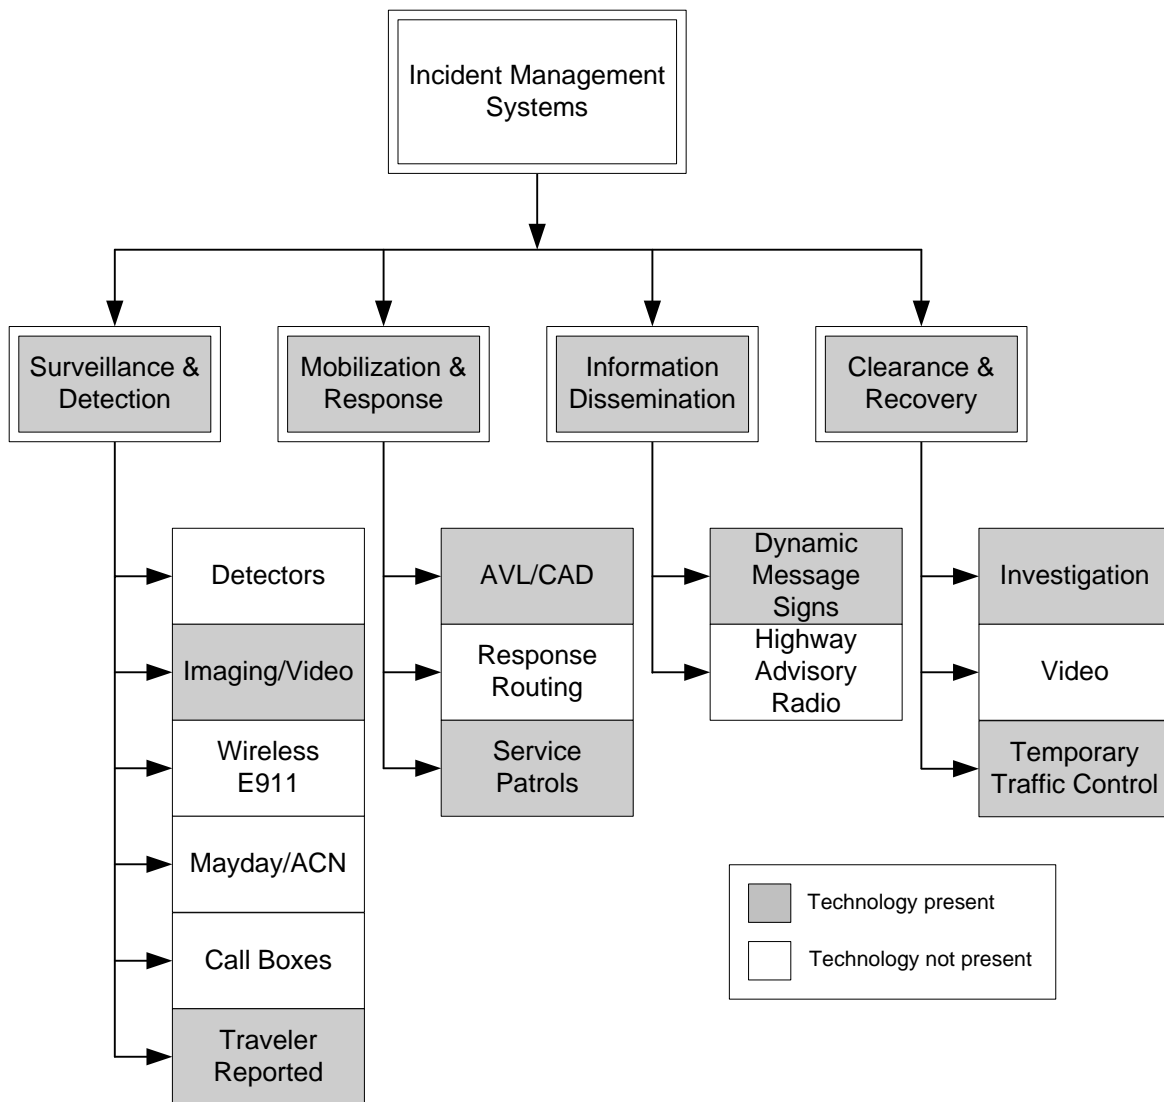 Incident Management
Systems
Surveillance &
Detection
Mobilization &
Response
Information
Dissemination
Clearance &
Recovery
Detectors
Imaging/Video
Wireless
E911
Mayday/ACN
Call Boxes
Traveler
Reported
AVL/CAD
Response
Routing
Service
Patrols
Dynamic
Message
Signs
Highway
Advisory
Radio
Investigation
Video
Temporary
Traffic Control
Technology present
Technology not present